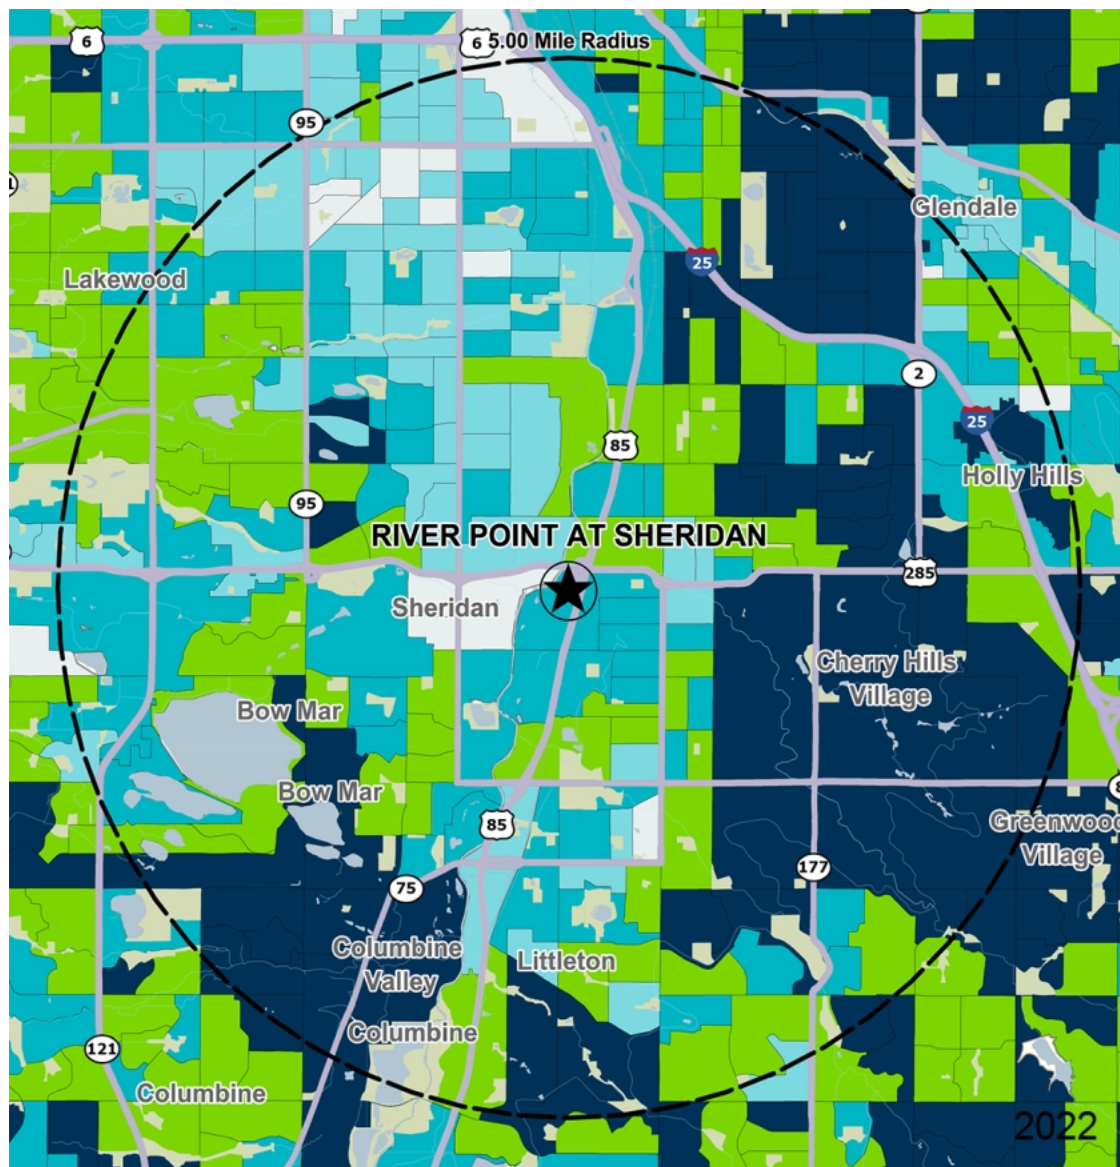 6
6
5.00 Mile Radius
95
Glendale
25
Lakewood
2
25
85
Holly Hills
95
RIVER POINT AT SHERIDAN
285
Sheridan
Cherry Hills
Village
Bow Mar
Bow Mar
85
Greenwood
Village
177
75
Columbine
Valley
Littleton
Columbine
121
Columbine
2022